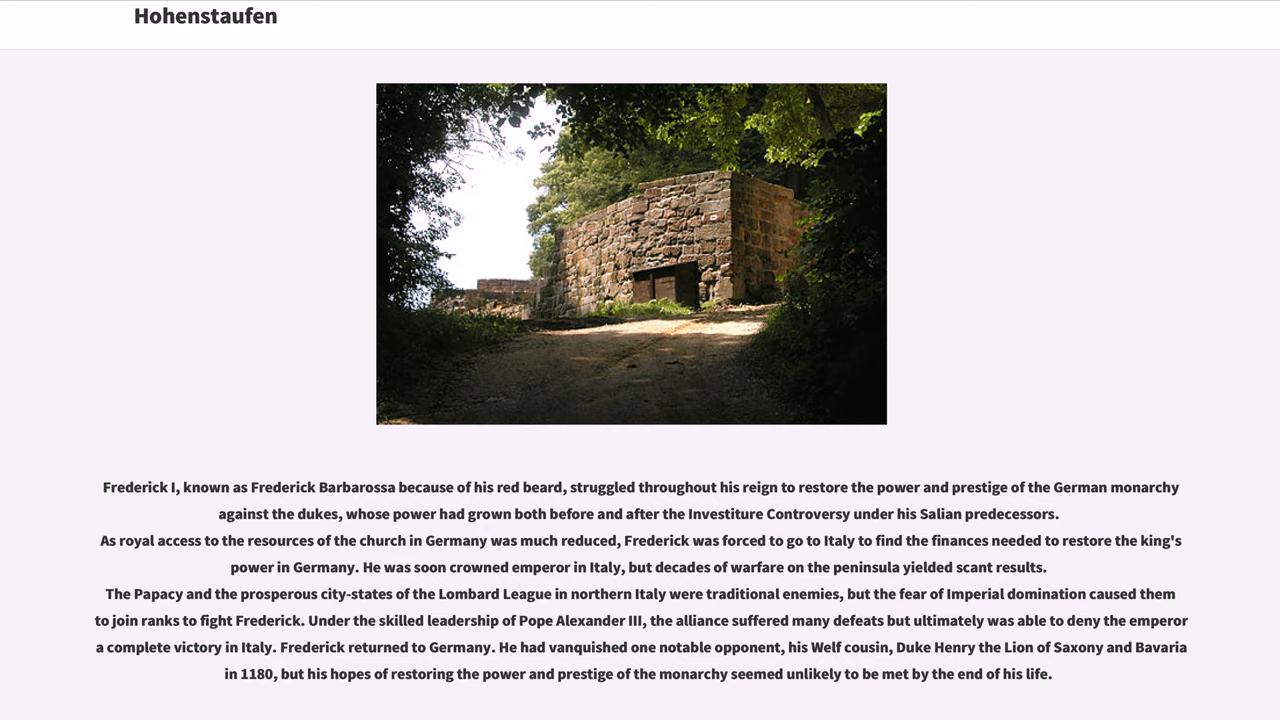 Hohenstaufen
Frederick I, known as Frederick Barbarossa because of his red beard, struggled throughout his reign to restore the power and prestige of the German monarchy
against the dukes, whose power had grown both before and after the Investiture Controversy under his Salian predecessors.
As royal access to the resources of the church in Germany was much reduced, Frederick was forced to go to Italy to find the finances needed to restore the king's
power in Germany. He was soon crowned emperor in Italy, but decades of warfare on the peninsula yielded scant results.
The Papacy and the prosperous city-states of the Lombard League in northern Italy were traditional enemies, but the fear of Imperial domination caused them
to join ranks to fight Frederick. Under the skilled leadership of Pope Alexander III, the alliance suffered many defeats but ultimately was able to deny the emperor
a complete victory in Italy. Frederick returned to Germany. He had vanquished one notable opponent, his Welf cousin, Duke Henry the Lion of Saxony and Bavaria
in 1180, but his hopes of restoring the power and prestige of the monarchy seemed unlikely to be met by the end of his life.